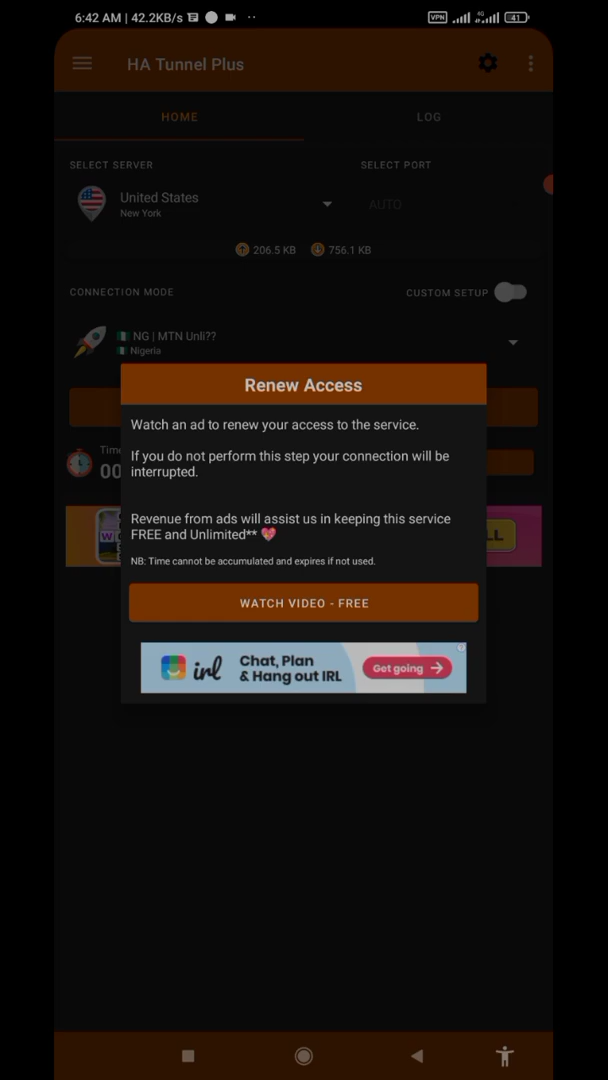 6:42 AM | 42.2KB/s
VPN 4G 41
HA Tunnel Plus
HOME LOG
SELECT SERVER SELECT PORT
United States
New York
AUTO
206.5 KB 756.1 KB
CONNECTION MODE CUSTOM SETUP
NG | MTN Unli??
Nigeria
Renew Access
Watch an ad to renew your access to the service.
If you do not perform this step your connection will be
interrupted.
Revenue from ads will assist us in keeping this service
FREE and Unlimited** 💖
NB: Time cannot be accumulated and expires if not used.
WATCH VIDEO - FREE
irl Chat, Plan
& Hang out IRL
Get going →